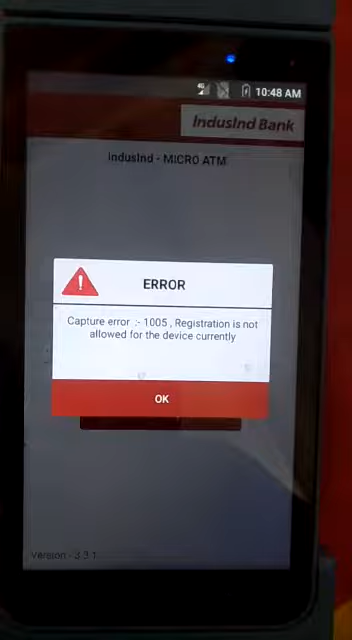 10:48 AM
IndusInd Bank
IndusInd - MICRO ATM
ERROR
Capture error :- 1005 , Registration is not
allowed for the device currently
OK
Version - 3.3.1